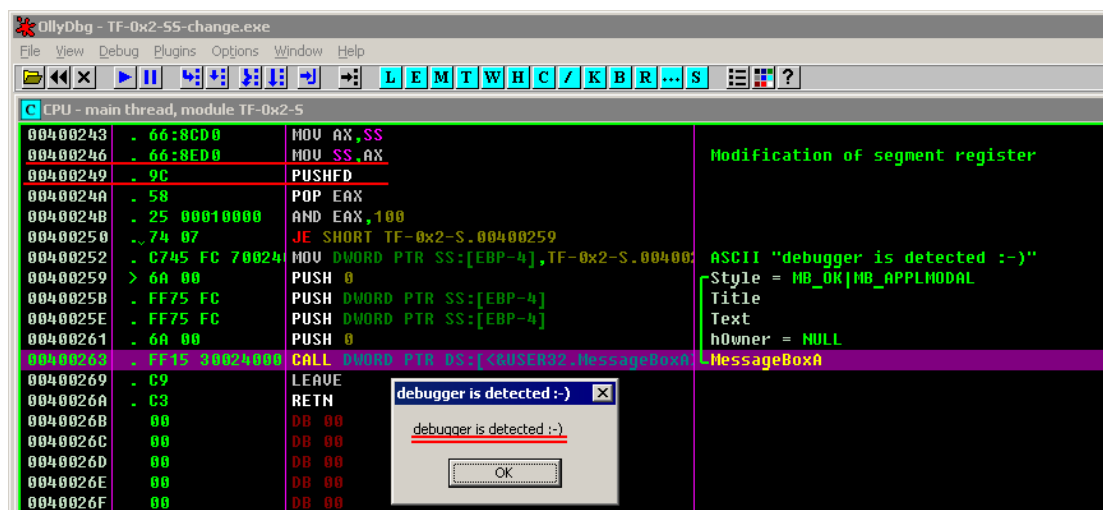 OllyDbg - TF-0x2-SS-change.exe
File View Debug Plugins Options Window Help
L E M T W H C / K B R ... S ?
C CPU - main thread, module TF-0x2-S
00400243 . 66:8CD0 MOV AX,SS
00400246 . 66:8ED0 MOV SS,AX Modification of segment register
00400249 . 9C PUSHFD
0040024A . 58 POP EAX
0040024B . 25 00010000 AND EAX,100
00400250 . 74 07 JE SHORT TF-0x2-S.00400259
00400252 . C745 FC 70024 MOV DWORD PTR SS:[EBP-4],TF-0x2-S.00400 ASCII "debugger is detected :-)"
00400259 > 6A 00 PUSH 0 Style = MB_OK|MB_APPLMODAL
0040025B . FF75 FC PUSH DWORD PTR SS:[EBP-4] Title
0040025E . FF75 FC PUSH DWORD PTR SS:[EBP-4] Text
00400261 . 6A 00 PUSH 0 hOwner = NULL
00400263 . FF15 30024000 CALL DWORD PTR DS:[<&USER32.MessageBoxA MessageBoxA
00400269 . C9 LEAVE
0040026A . C3 RETN
0040026B 00 DB 00
0040026C 00 DB 00
0040026D 00 DB 00
0040026E 00 DB 00
0040026F 00 DB 00
debugger is detected :-)
debugger is detected :-)
OK